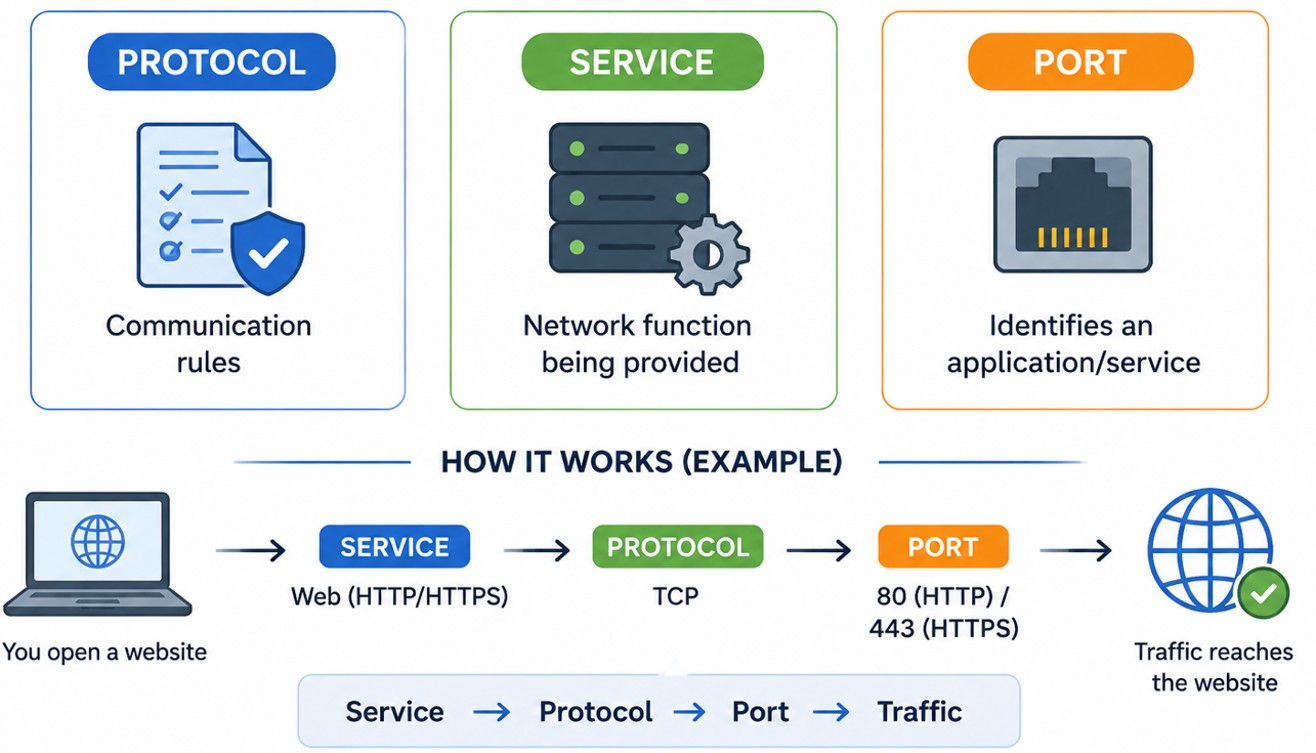 PROTOCOL
Communication
rules
SERVICE
Network function
being provided
PORT
Identifies an
application/service
HOW IT WORKS (EXAMPLE)
You open a website
SERVICE
Web (HTTP/HTTPS)
PROTOCOL
TCP
PORT
80 (HTTP) /
443 (HTTPS)
Traffic reaches
the website
Service → Protocol → Port → Traffic